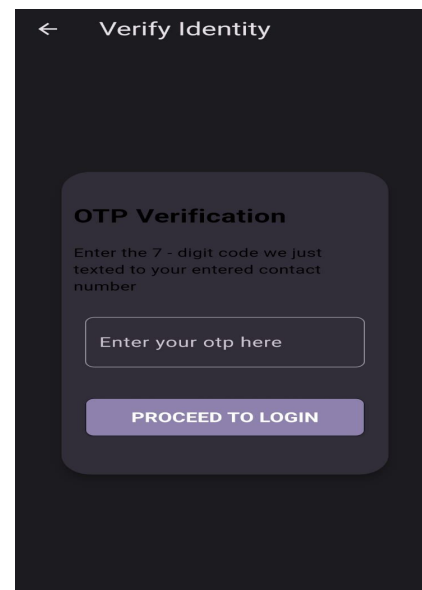 Verify Identity
OTP Verification
Enter the 7 - digit code we just
texted to your entered contact
number
Enter your otp here
PROCEED TO LOGIN